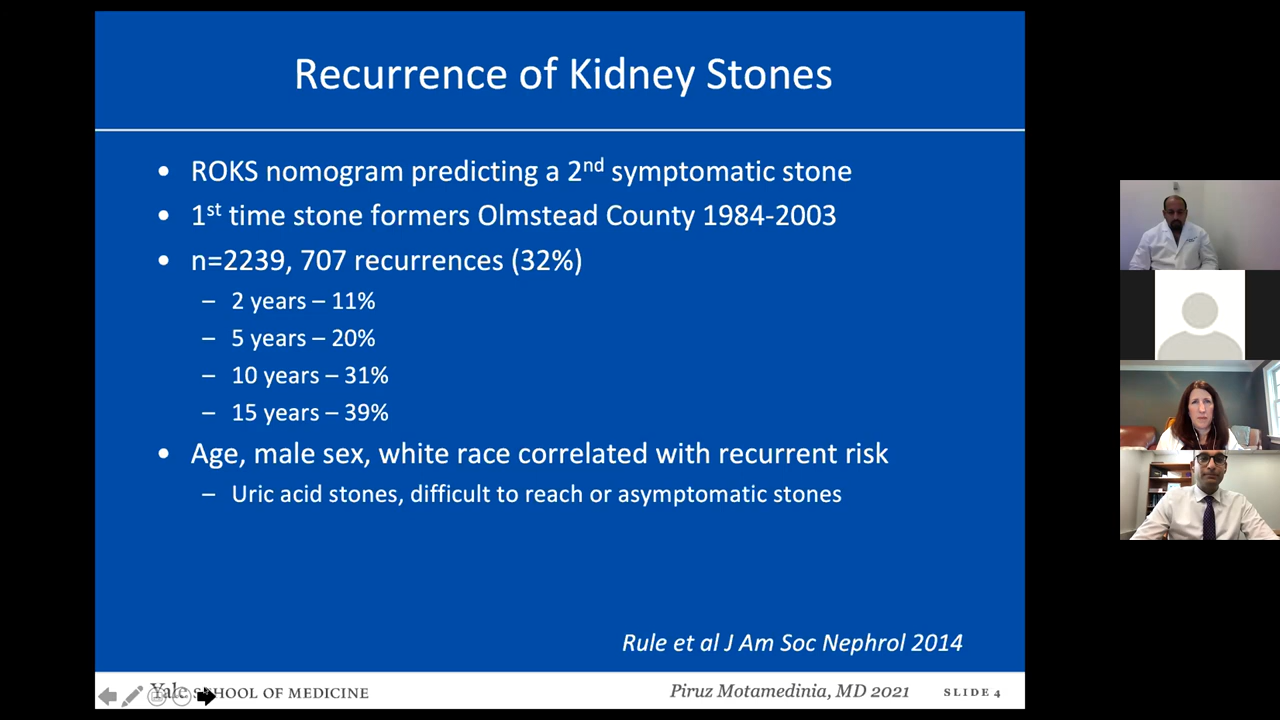 Recurrence of Kidney Stones
• ROKS nomogram predicting a 2nd symptomatic stone
• 1st time stone formers Olmstead County 1984-2003
• n=2239, 707 recurrences (32%)
– 2 years – 11%
– 5 years – 20%
– 10 years – 31%
– 15 years – 39%
• Age, male sex, white race correlated with recurrent risk
– Uric acid stones, difficult to reach or asymptomatic stones
Rule et al J Am Soc Nephrol 2014
Yale SCHOOL OF MEDICINE
Piruz Motamedinia, MD 2021
SLIDE 4